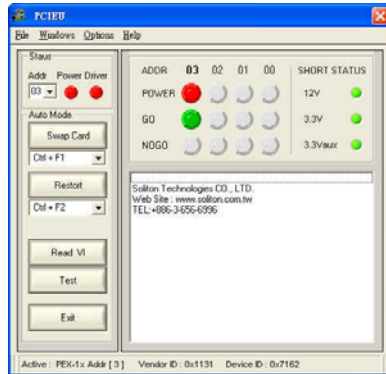 PCIEU
File Windows Options Help
Staus
Addr Power Driver
03
Auto Mode
Swap Card
Ctrl + F1
Restort
Ctrl + F2
Read VI
Test
Exit
ADDR 03 02 01 00 SHORT STATUS
POWER 12V
GO 3.3V
NOGO 3.3Vaux
Soliton Technologies CO., LTD.
Web Site : www.soliton.com.tw
TEL:+886-3-656-6996
Active : PEX-1x Addr [ 3 ] Vendor ID : 0x1131 Device ID : 0x7162